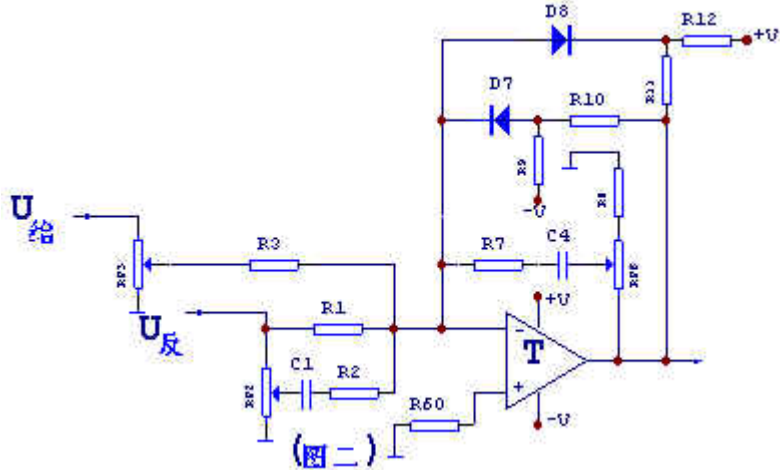 D8
R12
+U
D7
R10
R11
R9
R8
-U
U给
R7
C4
RP3
R3
RP6
+U
U反
R1
T
-
+
C1
R2
RP2
R60
-U
(图二)